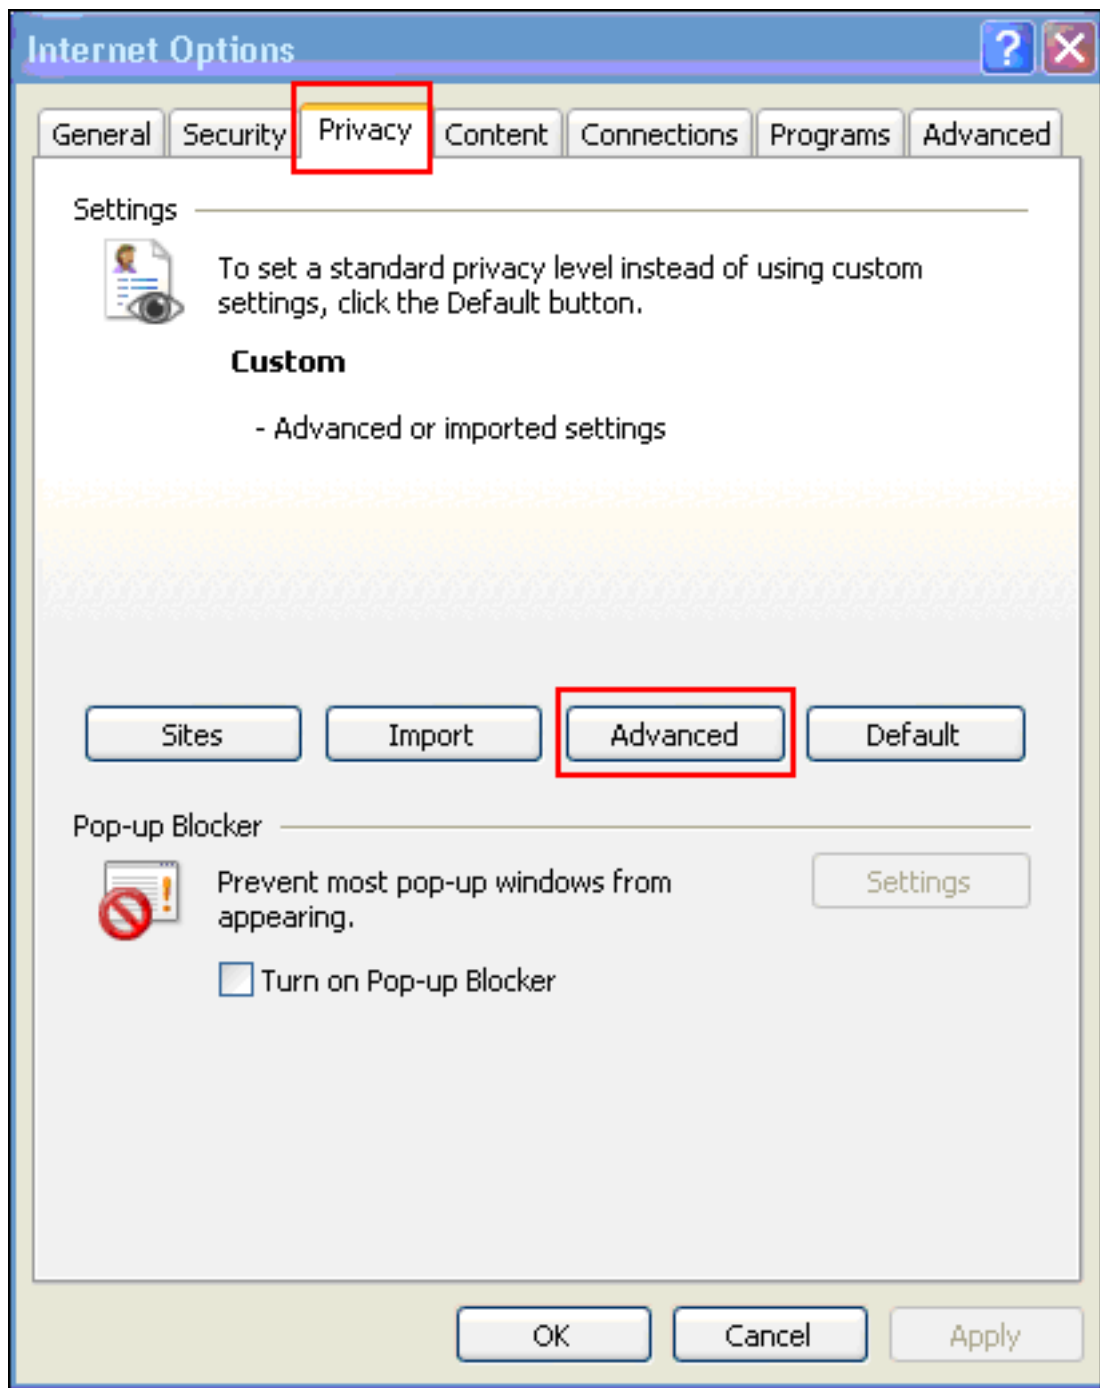 Internet Options
General Security Privacy Content Connections Programs Advanced
Settings
To set a standard privacy level instead of using custom
settings, click the Default button.
Custom
- Advanced or imported settings
Sites Import Advanced Default
Pop-up Blocker
Prevent most pop-up windows from
appearing.
Settings
Turn on Pop-up Blocker
OK Cancel Apply